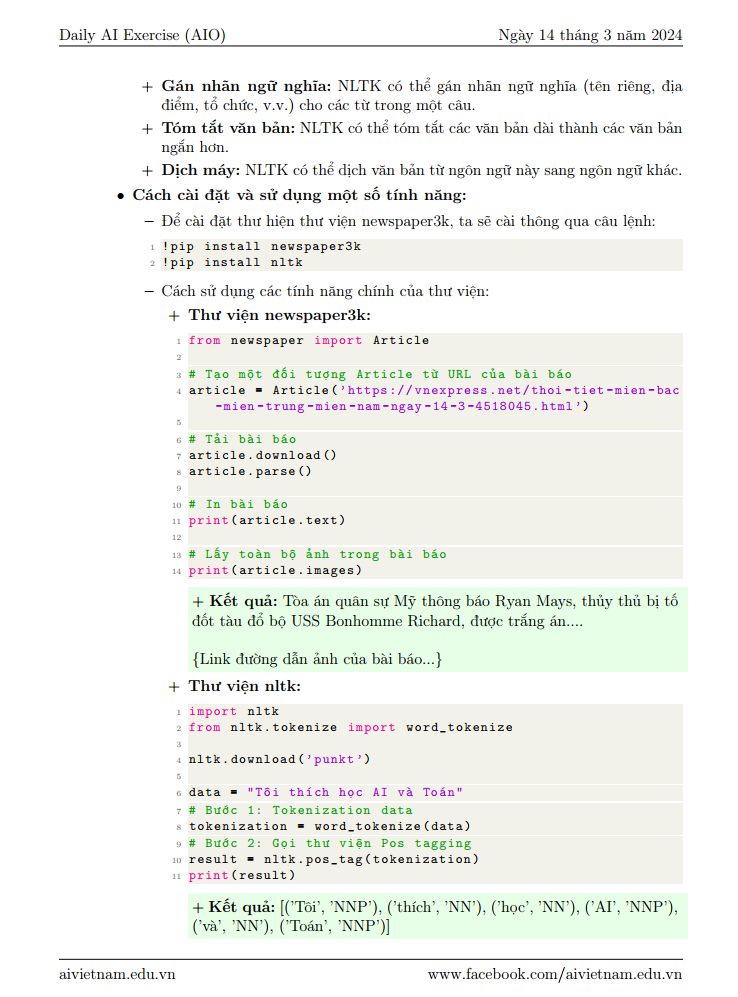 Daily AI Exercise (AIO) Ngày 14 tháng 3 năm 2024
+ Gán nhãn ngữ nghĩa: NLTK có thể gán nhãn ngữ nghĩa (tên riêng, địa
điểm, tổ chức, v.v.) cho các từ trong một câu.
+ Tóm tắt văn bản: NLTK có thể tóm tắt các văn bản dài thành các văn bản
ngắn hơn.
+ Dịch máy: NLTK có thể dịch văn bản từ ngôn ngữ này sang ngôn ngữ khác.
• Cách cài đặt và sử dụng một số tính năng:
– Để cài đặt thư hiện thư viện newspaper3k, ta sẽ cài thông qua câu lệnh:
1 !pip install newspaper3k
2 !pip install nltk
– Cách sử dụng các tính năng chính của thư viện:
+ Thư viện newspaper3k:
1 from newspaper import Article
2
3 # Tạo một đối tượng Article từ URL của bài báo
4 article = Article('https://vnexpress.net/thoi-tiet-mien-bac
-mien-trung-mien-nam-ngay-14-3-4518045.html')
5
6 # Tải bài báo
7 article.download()
8 article.parse()
9
10 # In bài báo
11 print(article.text)
12
13 # Lấy toàn bộ ảnh trong bài báo
14 print(article.images)
+ Kết quả: Tòa án quân sự Mỹ thông báo Ryan Mays, thủy thủ bị tố
đốt tàu đổ bộ USS Bonhomme Richard, được trắng án....
{Link đường dẫn ảnh của bài báo...}
+ Thư viện nltk:
1 import nltk
2 from nltk.tokenize import word_tokenize
3
4 nltk.download('punkt')
5
6 data = "Tôi thích học AI và Toán"
7 # Bước 1: Tokenization data
8 tokenization = word_tokenize(data)
9 # Bước 2: Gọi thư viện Pos tagging
10 result = nltk.pos_tag(tokenization)
11 print(result)
+ Kết quả: [('Tôi', 'NNP'), ('thích', 'NN'), ('học', 'NN'), ('AI', 'NNP'),
('và', 'NN'), ('Toán', 'NNP')]
aivietnam.edu.vn www.facebook.com/aivietnam.edu.vn